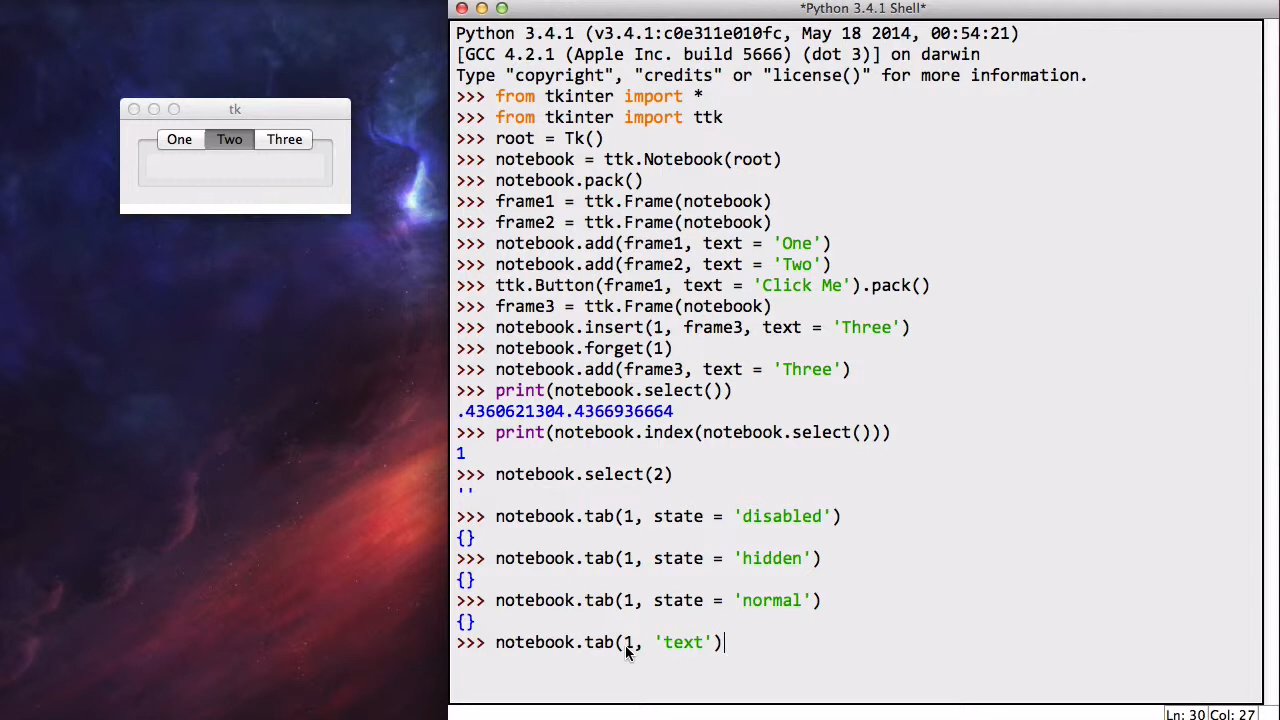 *Python 3.4.1 Shell*
tk
One Two Three
Python 3.4.1 (v3.4.1:c0e311e010fc, May 18 2014, 00:54:21)
[GCC 4.2.1 (Apple Inc. build 5666) (dot 3)] on darwin
Type "copyright", "credits" or "license()" for more information.
>>> from tkinter import *
>>> from tkinter import ttk
>>> root = Tk()
>>> notebook = ttk.Notebook(root)
>>> notebook.pack()
>>> frame1 = ttk.Frame(notebook)
>>> frame2 = ttk.Frame(notebook)
>>> notebook.add(frame1, text = 'One')
>>> notebook.add(frame2, text = 'Two')
>>> ttk.Button(frame1, text = 'Click Me').pack()
>>> frame3 = ttk.Frame(notebook)
>>> notebook.insert(1, frame3, text = 'Three')
>>> notebook.forget(1)
>>> notebook.add(frame3, text = 'Three')
>>> print(notebook.select())
.4360621304.4366936664
>>> print(notebook.index(notebook.select()))
1
>>> notebook.select(2)
''
>>> notebook.tab(1, state = 'disabled')
{}
>>> notebook.tab(1, state = 'hidden')
{}
>>> notebook.tab(1, state = 'normal')
{}
>>> notebook.tab(1, 'text')
Ln: 30 Col: 27